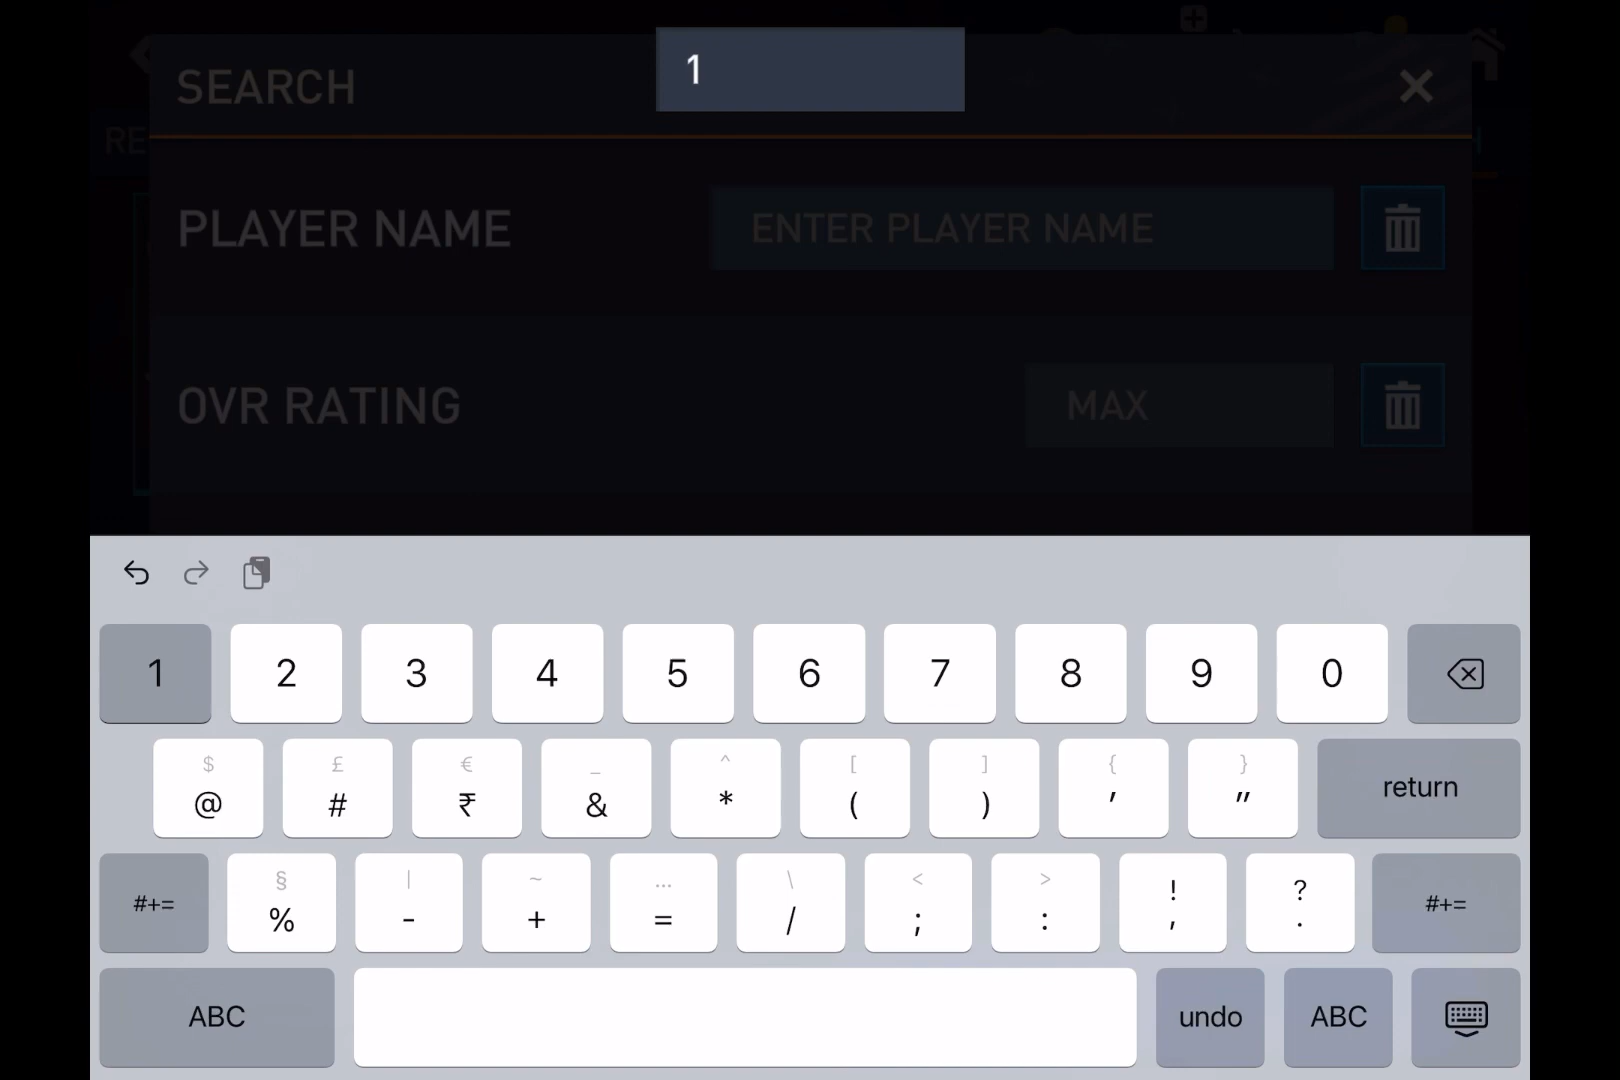 1
SEARCH
RE
PLAYER NAME
ENTER PLAYER NAME
OVR RATING
MAX
1 2 3 4 5 6 7 8 9 0
$ £ € _ ^ [ ] { }
@ # ₹ & * ( ) ' " return
§ | ~ … \ < > ! ?
#+= % - + = / ; : , . #+=
ABC undo ABC